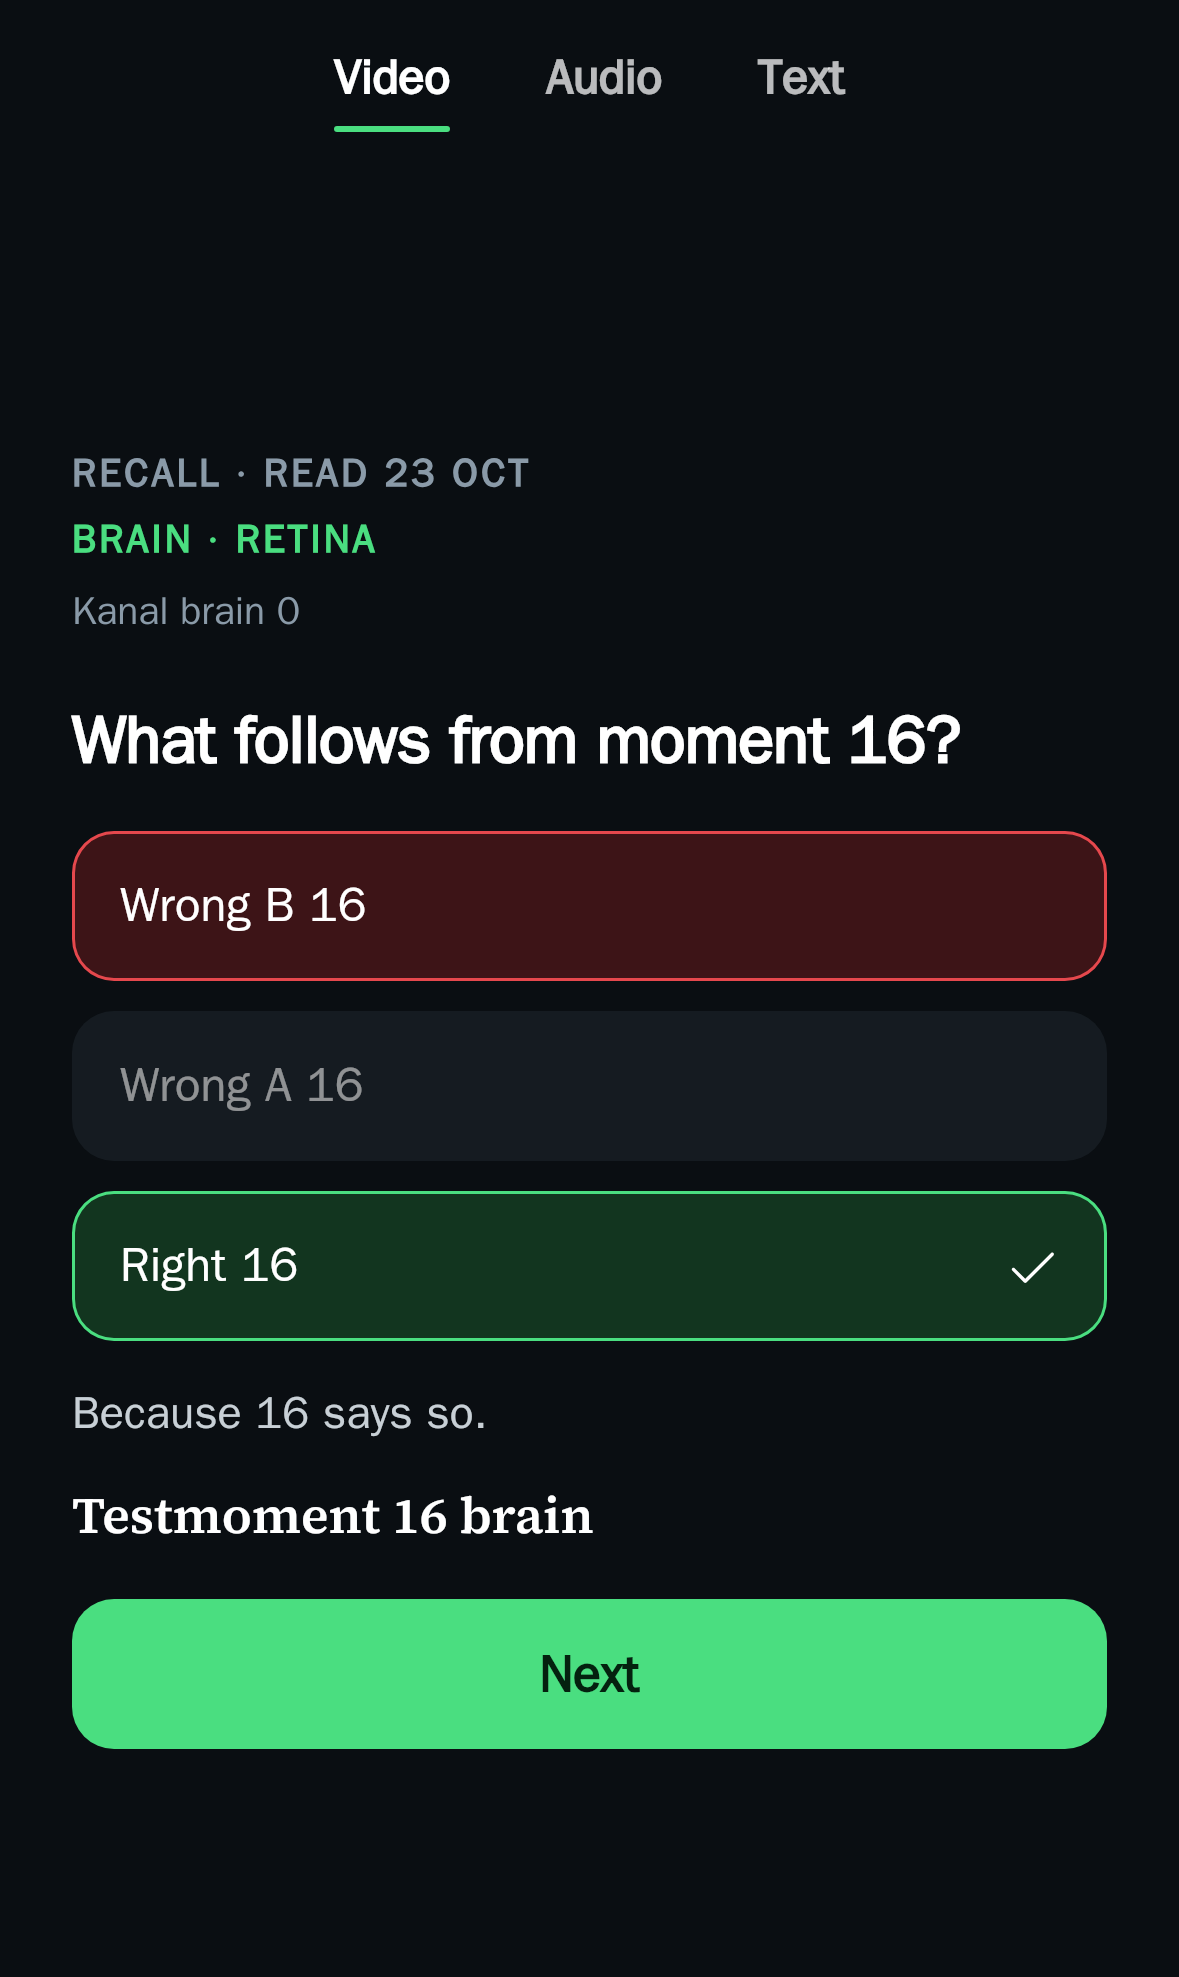 Video Audio Text
RECALL · READ 23 OCT
BRAIN · RETINA
Kanal brain 0
What follows from moment 16?
Wrong B 16
Wrong A 16
Right 16
Because 16 says so.
Testmoment 16 brain
Next